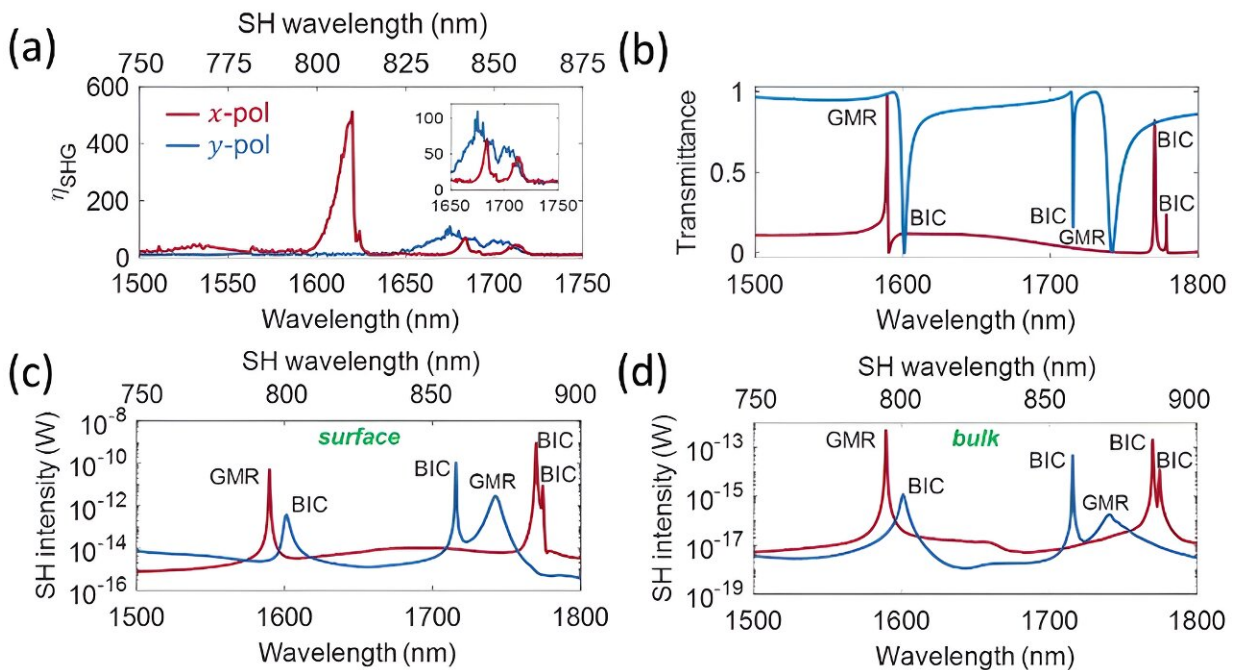 (a)
SH wavelength (nm)
750 775 800 825 850 875
600
400
200
0
η_SHG
x-pol
y-pol
100
50
0
1650 1700 1750
1500 1550 1600 1650 1700 1750
Wavelength (nm)
(b)
1
0.5
0
Transmittance
GMR
BIC
BIC
GMR
BIC
BIC
1500 1600 1700 1800
Wavelength (nm)
(c)
SH wavelength (nm)
750 800 850 900
10⁻⁸
10⁻¹⁰
10⁻¹²
10⁻¹⁴
10⁻¹⁶
SH intensity (W)
surface
GMR
BIC
BIC
GMR
BIC
BIC
1500 1600 1700 1800
Wavelength (nm)
(d)
SH wavelength (nm)
750 800 850 900
10⁻¹³
10⁻¹⁵
10⁻¹⁷
10⁻¹⁹
SH intensity (W)
bulk
GMR
BIC
BIC
GMR
BIC
BIC
1500 1600 1700 1800
Wavelength (nm)